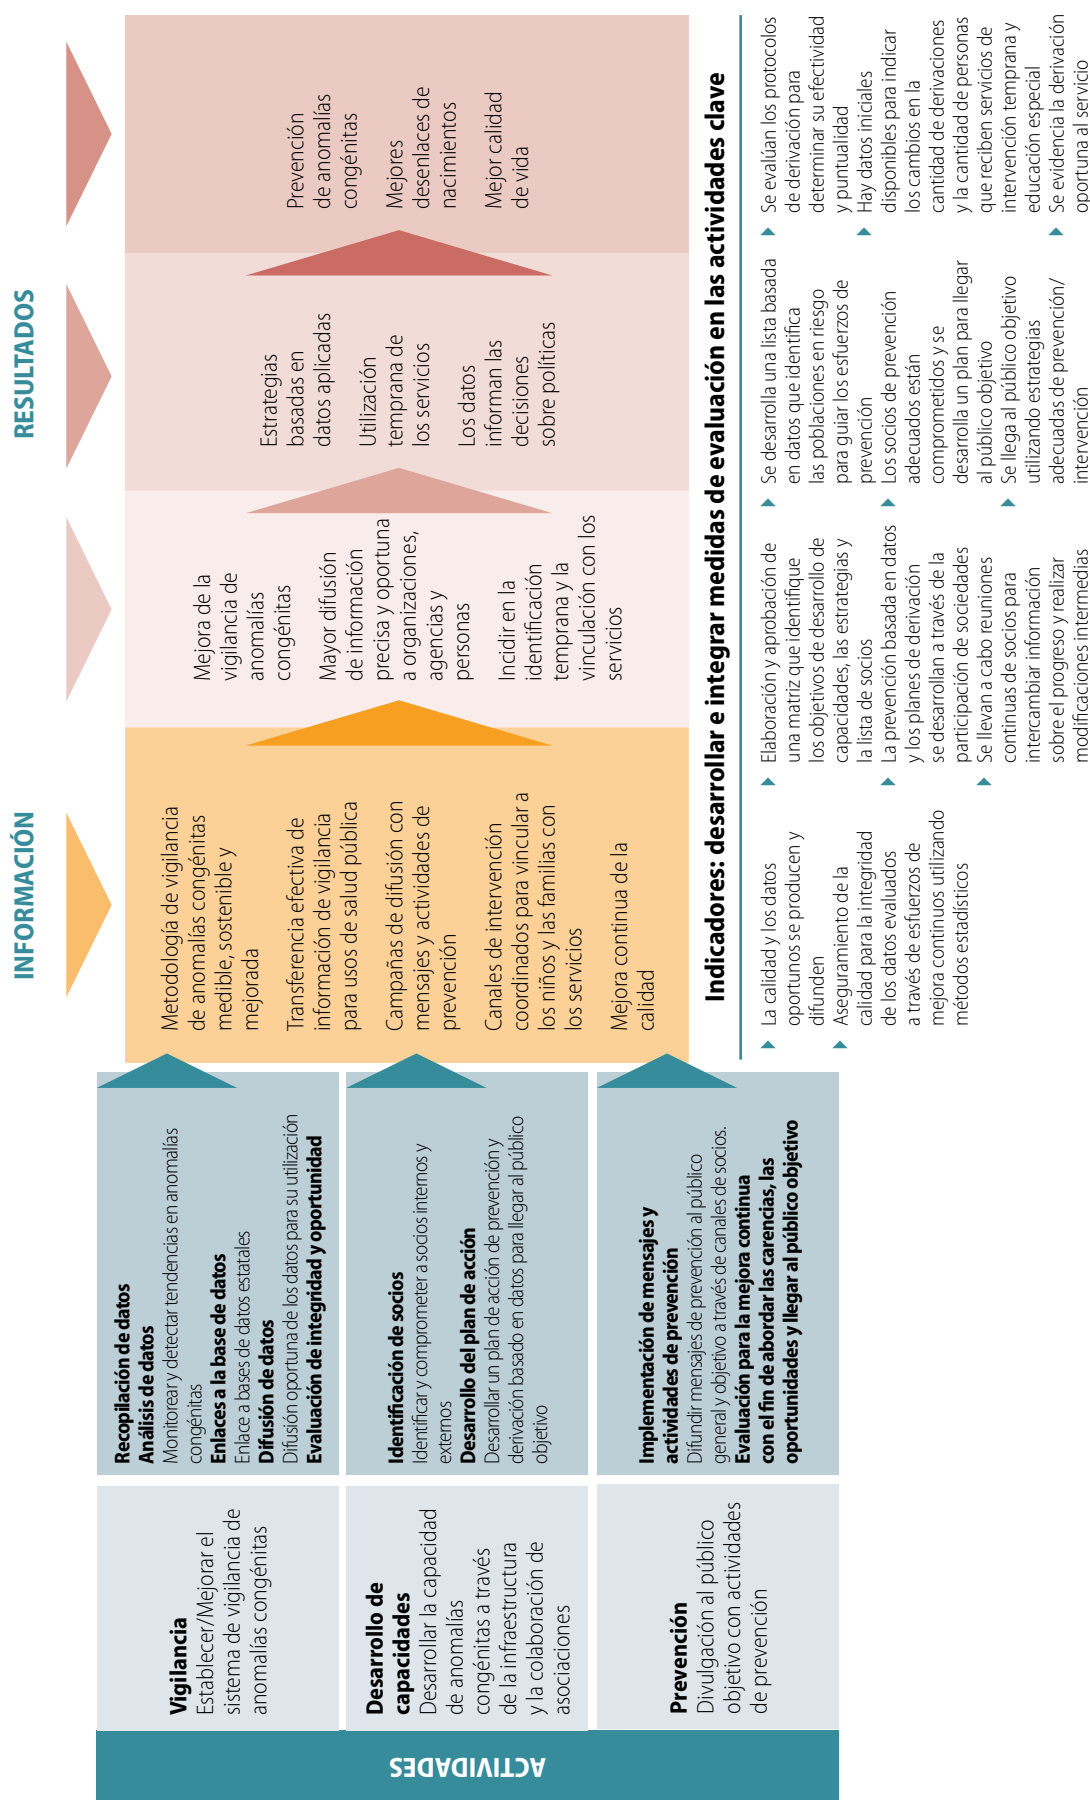 INFORMACIÓN
RESULTADOS
ACTIVIDADES
Vigilancia
Establecer/Mejorar el
sistema de vigilancia de
anomalías congénitas
Recopilación de datos
Análisis de datos
Monitorear y detectar tendencias en anomalías
congénitas
Enlaces a la base de datos
Enlace a bases de datos estatales
Difusión de datos
Difusión oportuna de los datos para su utilización
Evaluación de integridad y oportunidad
Desarrollo de
capacidades
Desarrollar la capacidad
de anomalías
congénitas a través
de la infraestructura
y la colaboración de
asociaciones
Identificación de socios
Identificar y comprometer a socios internos y
externos
Desarrollo del plan de acción
Desarrollar un plan de acción de prevención y
derivación basado en datos para llegar al público
objetivo
Prevención
Divulgación al público
objetivo con actividades
de prevención
Implementación de mensajes y
actividades de prevención
Difundir mensajes de prevención al público
general y objetivo a través de canales de socios.
Evaluación para la mejora continua
con el fin de abordar las carencias, las
oportunidades y llegar al público objetivo
Metodología de vigilancia
de anomalías congénitas
medible, sostenible y
mejorada
Transferencia efectiva de
información de vigilancia
para usos de salud pública
Campañas de difusión con
mensajes y actividades de
prevención
Canales de intervención
coordinados para vincular a
los niños y las familias con
los servicios
Mejora continua de la
calidad
Mejora de la
vigilancia de
anomalías
congénitas
Mayor difusión
de información
precisa y oportuna
a organizaciones,
agencias y
personas
Incidir en la
identificación
temprana y la
vinculación con los
servicios
Estrategias
basadas en
datos aplicadas
Utilización
temprana de
los servicios
Los datos
informan las
decisiones
sobre políticas
Prevención
de anomalías
congénitas
Mejores
desenlaces de
nacimientos
Mejor calidad
de vida
Indicadores: desarrollar e integrar medidas de evaluación en las actividades clave
La calidad y los datos
oportunos se producen y
difunden
Aseguramiento de la
calidad para la integridad
de los datos evaluados
a través de esfuerzos de
mejora continuos utilizando
métodos estadísticos
Elaboración y aprobación de
una matriz que identifique
los objetivos de desarrollo de
capacidades, las estrategias y
la lista de socios
La prevención basada en datos
y los planes de derivación
se desarrollan a través de la
participación de sociedades
Se llevan a cabo reuniones
continuas de socios para
intercambiar información
sobre el progreso y realizar
modificaciones intermedias
Se desarrolla una lista basada
en datos que identifica
las poblaciones en riesgo
para guiar los esfuerzos de
prevención
Los socios de prevención
adecuados están
comprometidos y se
desarrolla un plan para llegar
al público objetivo
Se llega al público objetivo
utilizando estrategias
adecuadas de prevención/
intervención
Se evalúan los protocolos
de derivación para
determinar su efectividad
y puntualidad
Hay datos iniciales
disponibles para indicar
los cambios en la
cantidad de derivaciones
y la cantidad de personas
que reciben servicios de
intervención temprana y
educación especial
Se evidencia la derivación
oportuna al servicio